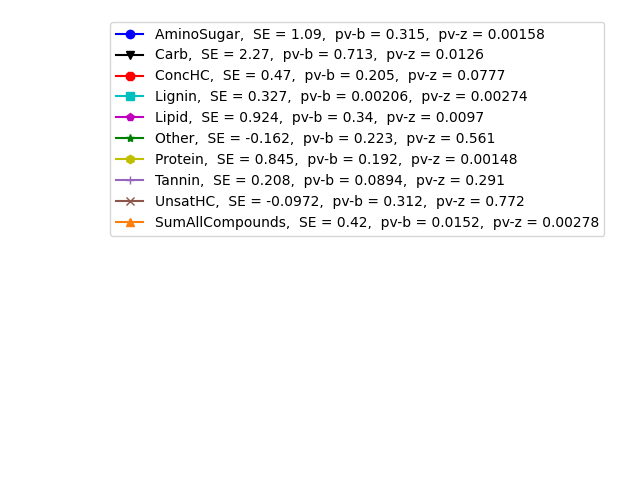 AminoSugar,  SE = 1.09,  pv-b = 0.315,  pv-z = 0.00158
Carb,  SE = 2.27,  pv-b = 0.713,  pv-z = 0.0126
ConcHC,  SE = 0.47,  pv-b = 0.205,  pv-z = 0.0777
Lignin,  SE = 0.327,  pv-b = 0.00206,  pv-z = 0.00274
Lipid,  SE = 0.924,  pv-b = 0.34,  pv-z = 0.0097
Other,  SE = -0.162,  pv-b = 0.223,  pv-z = 0.561
Protein,  SE = 0.845,  pv-b = 0.192,  pv-z = 0.00148
Tannin,  SE = 0.208,  pv-b = 0.0894,  pv-z = 0.291
UnsatHC,  SE = -0.0972,  pv-b = 0.312,  pv-z = 0.772
SumAllCompounds,  SE = 0.42,  pv-b = 0.0152,  pv-z = 0.00278